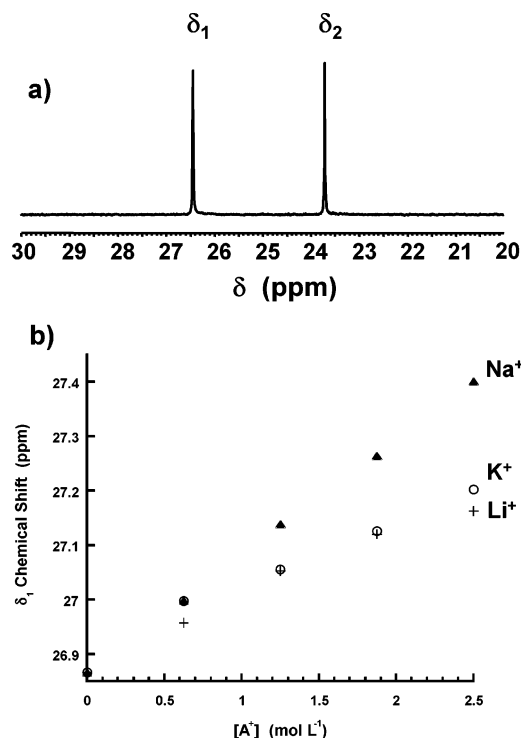 δ1 δ2
a)
30 29 28 27 26 25 24 23 22 21 20
δ (ppm)
b)
27.4
27.3
27.2
27.1
27
26.9
δ1 Chemical Shift (ppm)
Na+
K+
Li+
0 0.5 1 1.5 2 2.5
[A+] (mol L-1)